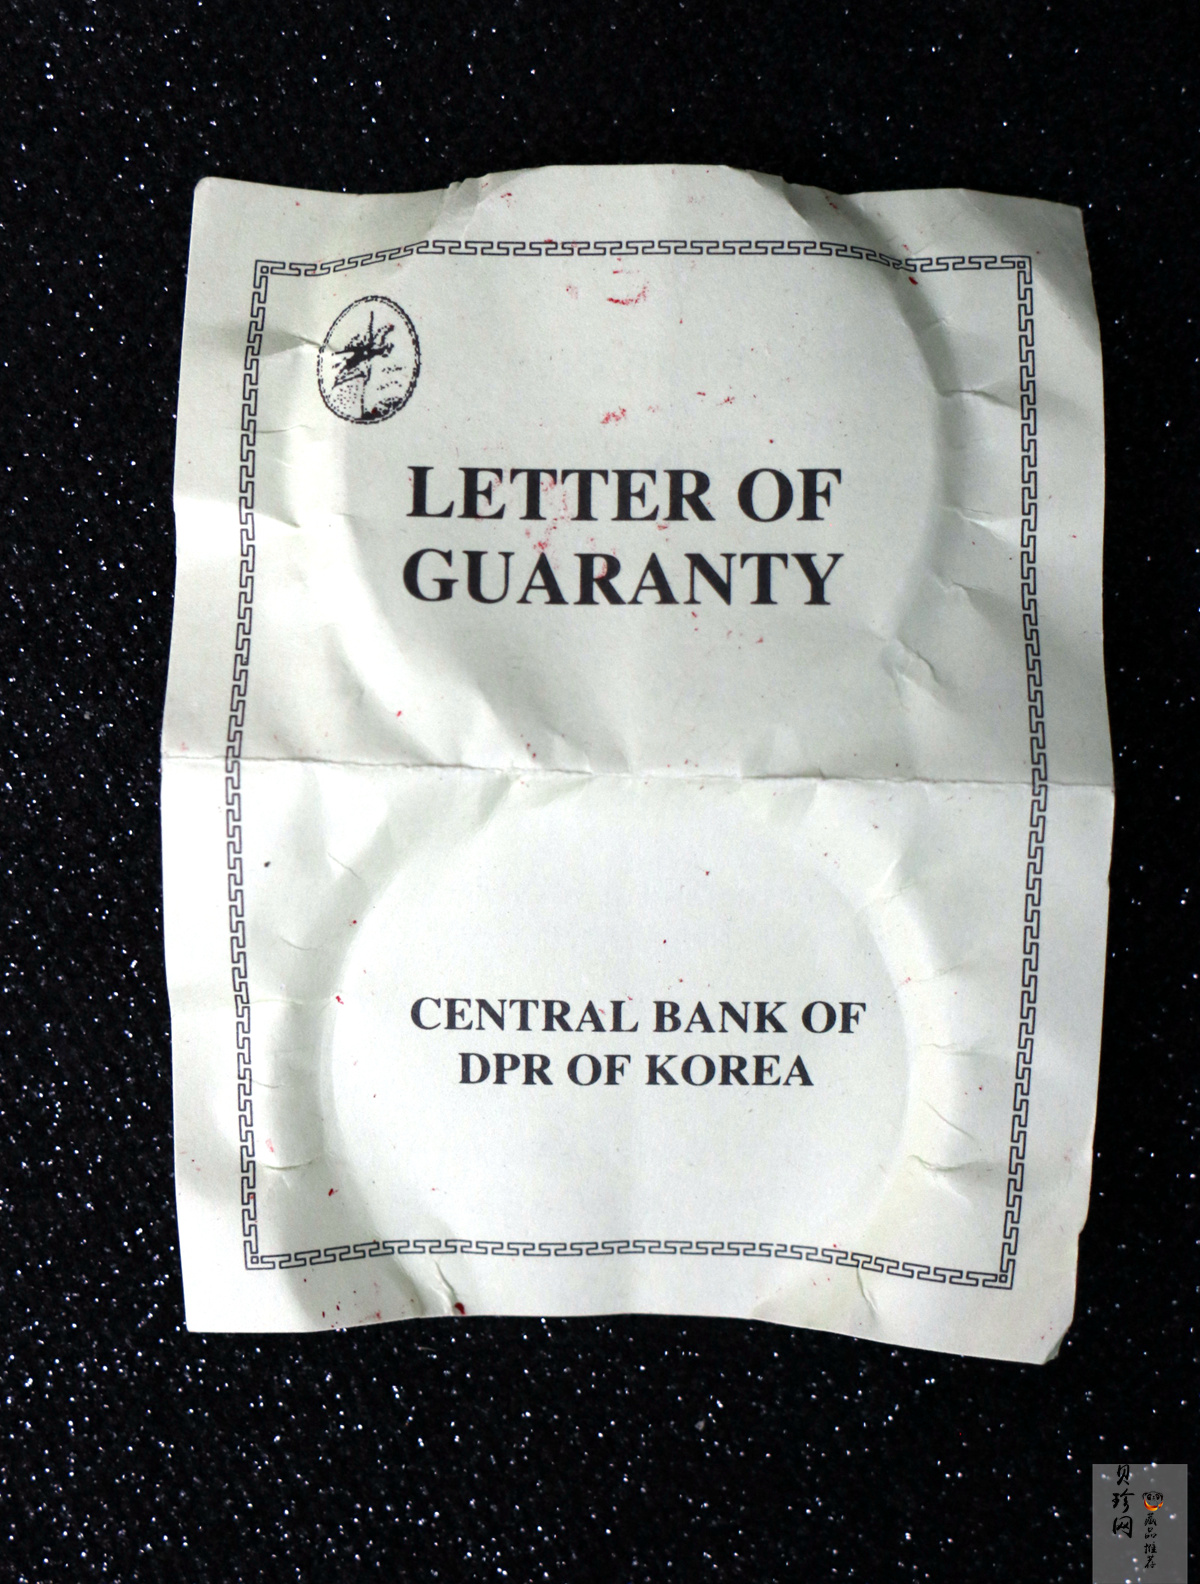 LETTER OF
GUARANTY
CENTRAL BANK OF
DPR OF KOREA
贝珍网
藏品推荐